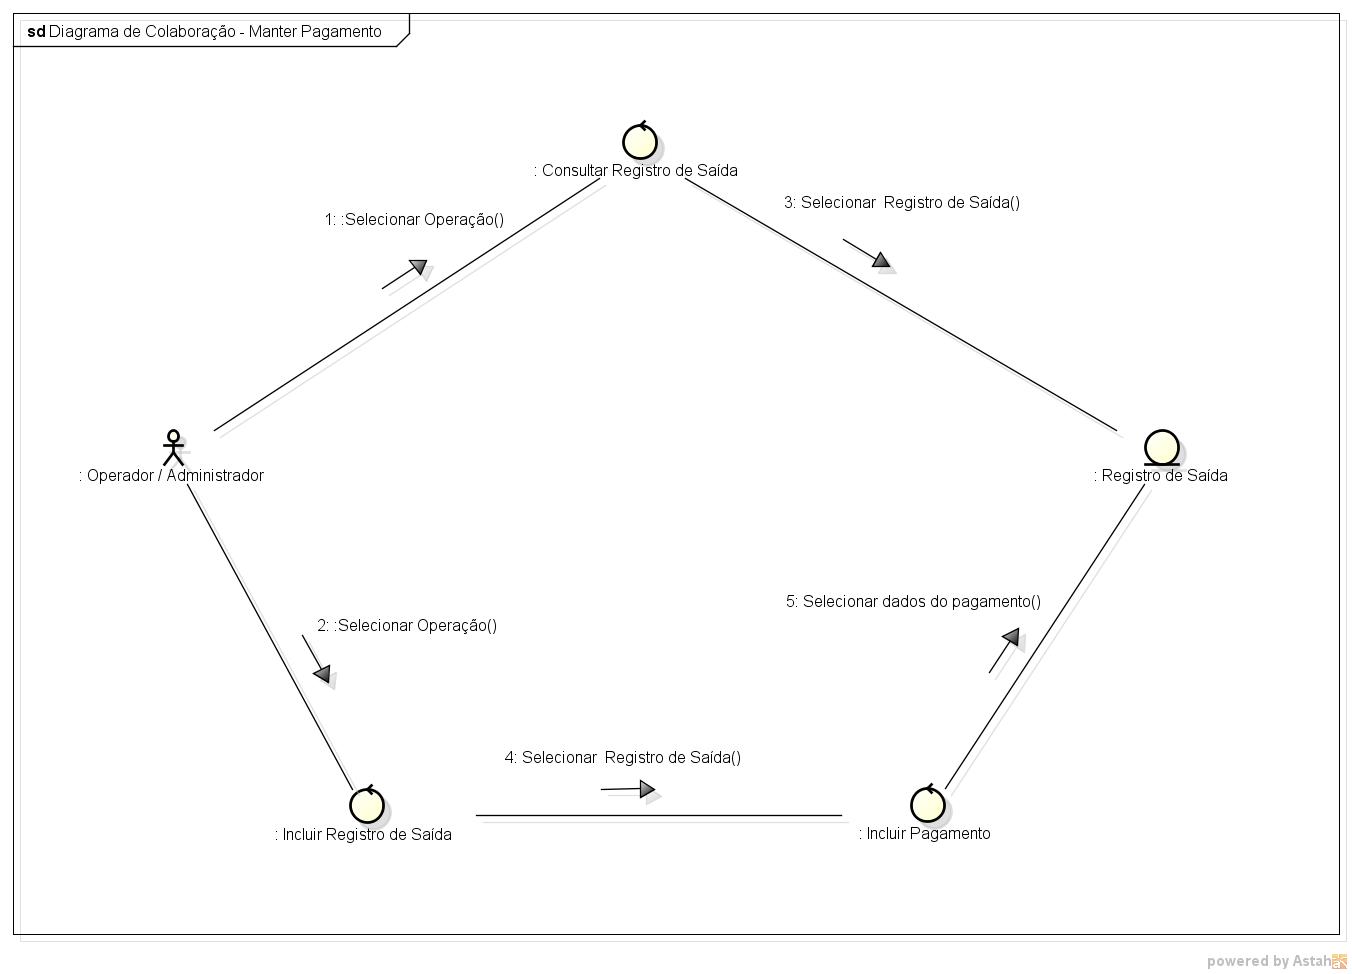 sd Diagrama de Colaboração - Manter Pagamento
: Consultar Registro de Saída
1: :Selecionar Operação()
3: Selecionar  Registro de Saída()
: Operador / Administrador
: Registro de Saída
5: Selecionar dados do pagamento()
2: :Selecionar Operação()
4: Selecionar  Registro de Saída()
: Incluir Registro de Saída
: Incluir Pagamento
powered by Astah